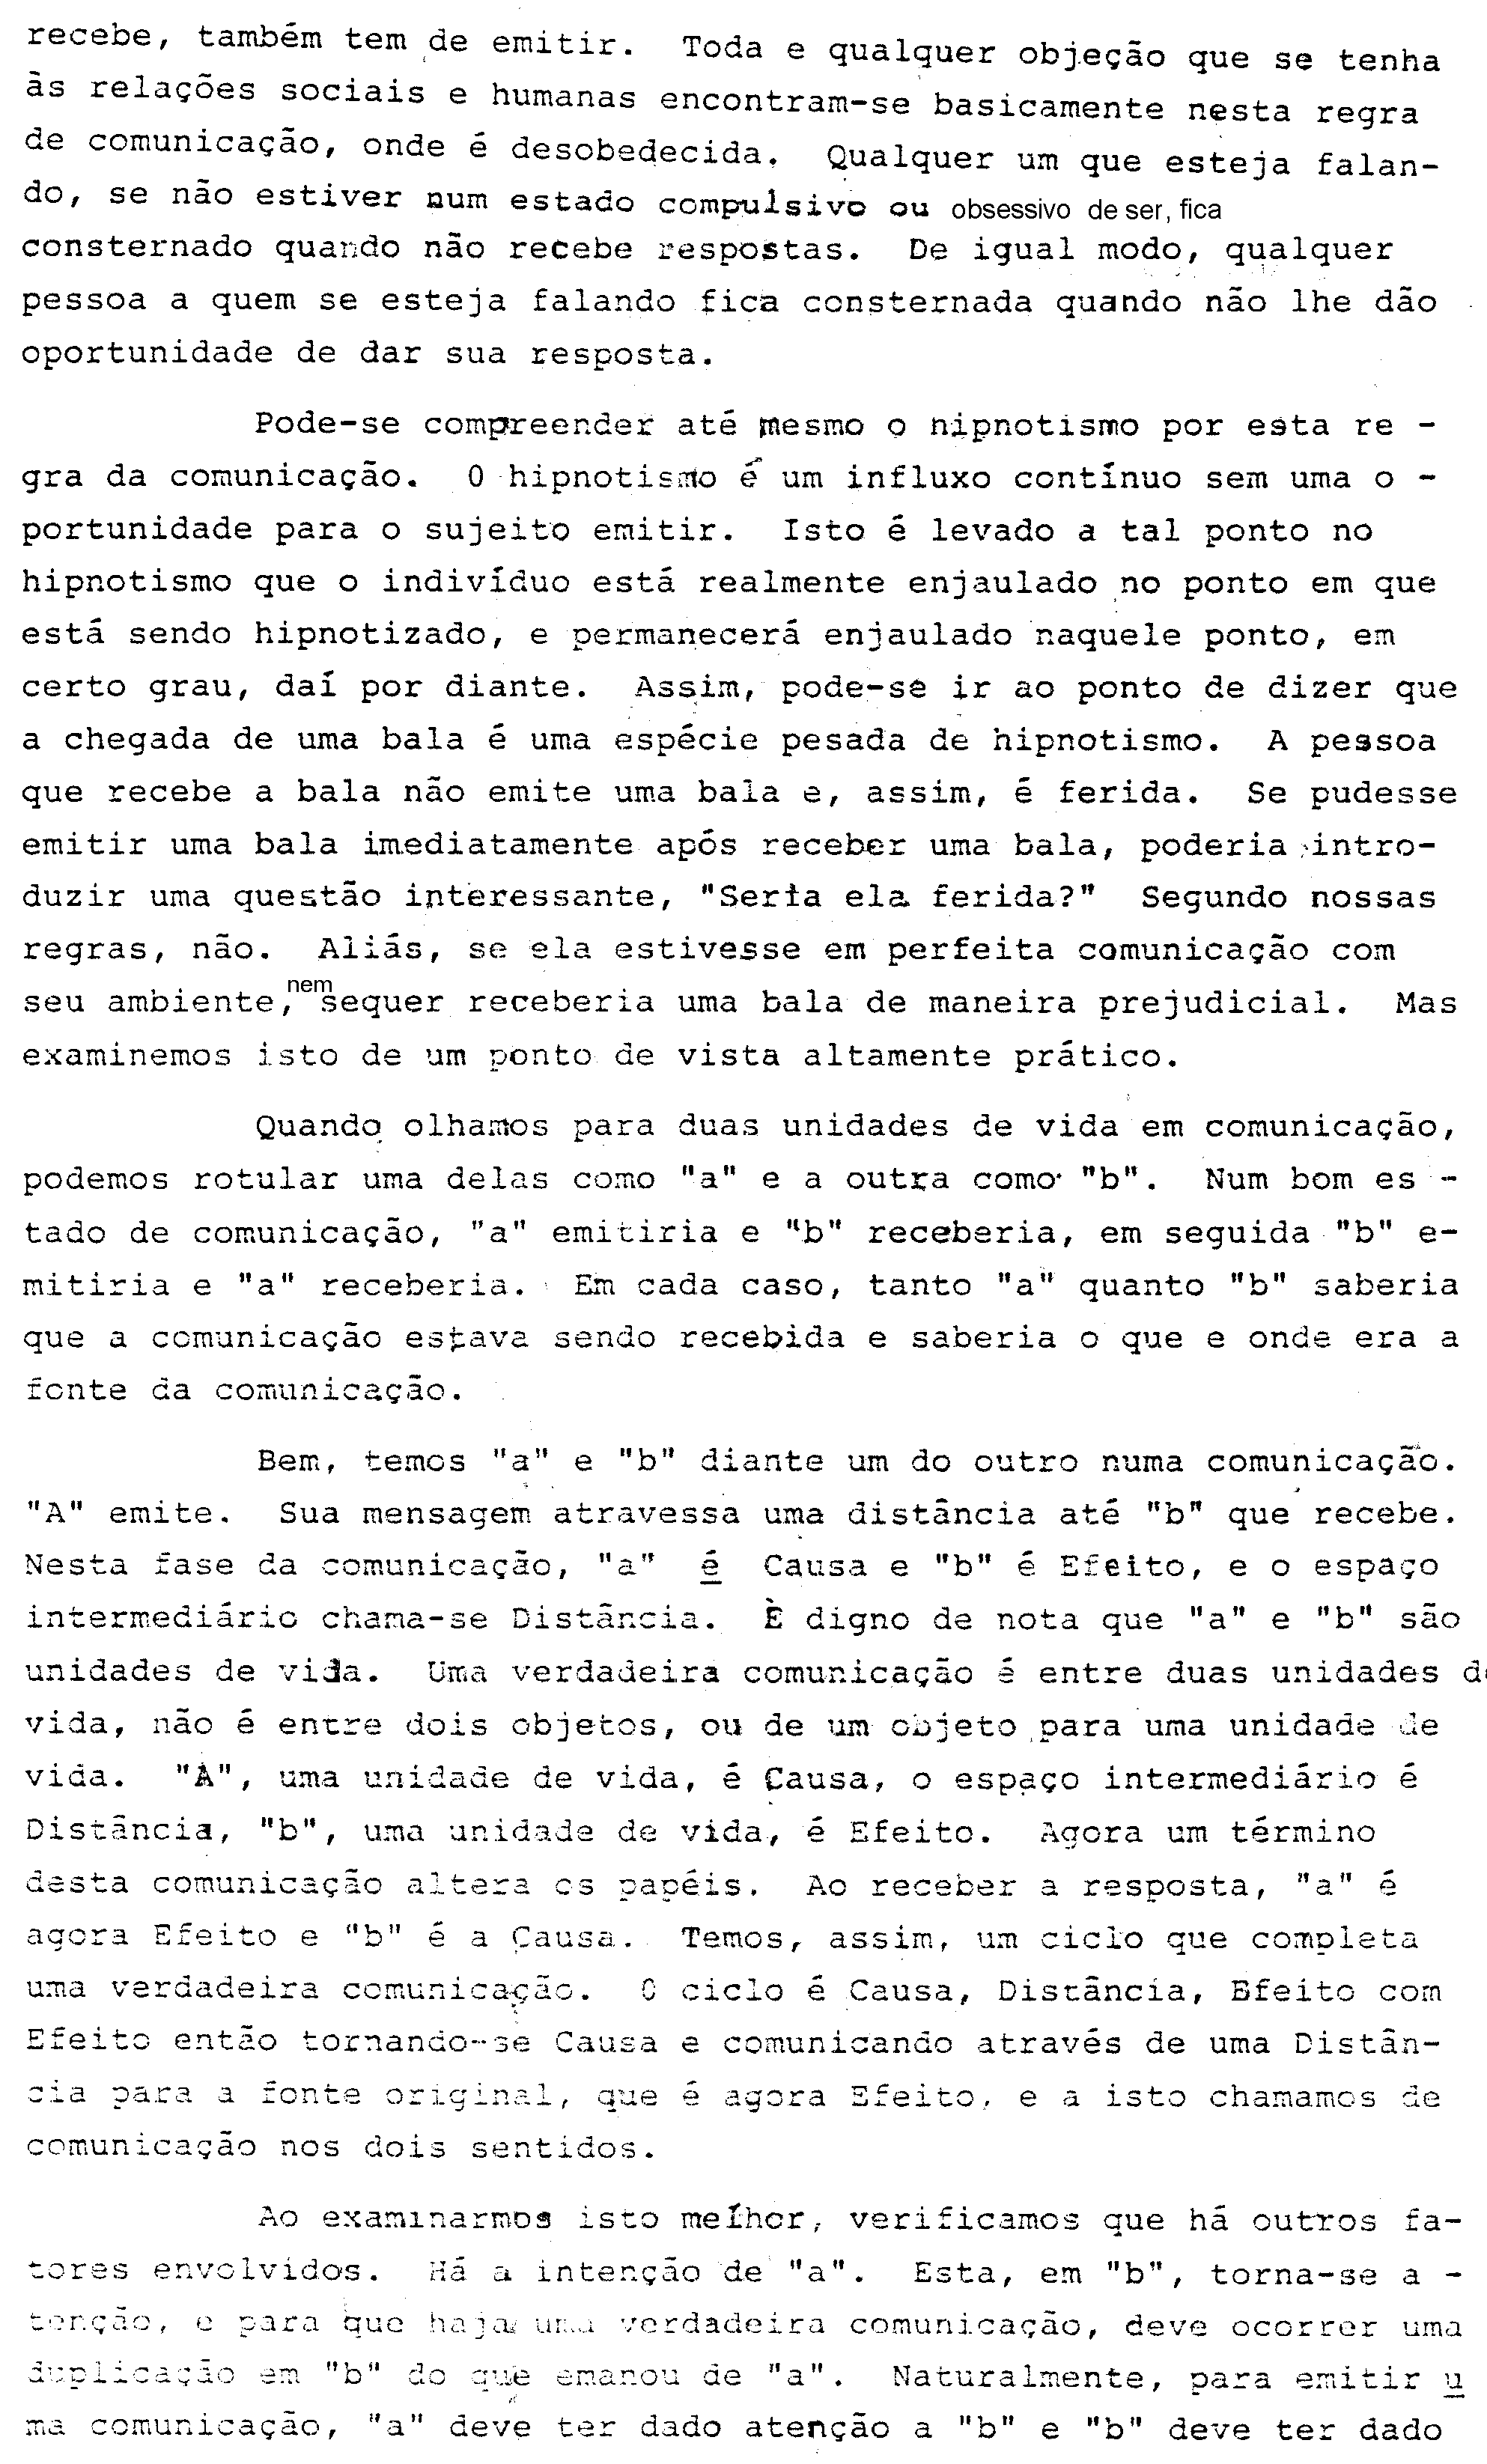 recebe, também tem de emitir. Toda e qualquer objeção que se tenha
às relações sociais e humanas encontram-se basicamente nesta regra
de comunicação, onde é desobedecida. Qualquer um que esteja falan-
do, se não estiver num estado compulsivo ou obsessivo de ser, fica
consternado quando não recebe respostas. De igual modo, qualquer
pessoa a quem se esteja falando fica consternada quando não lhe dão
oportunidade de dar sua resposta.
Pode-se compreender até mesmo o hipnotismo por esta re -
gra da comunicação. O hipnotismo é um influxo contínuo sem uma o -
portunidade para o sujeito emitir. Isto é levado a tal ponto no
hipnotismo que o indivíduo está realmente enjaulado no ponto em que
está sendo hipnotizado, e permanecerá enjaulado naquele ponto, em
certo grau, daí por diante. Assim, pode-se ir ao ponto de dizer que
a chegada de uma bala é uma espécie pesada de hipnotismo. A pessoa
que recebe a bala não emite uma bala e, assim, é ferida. Se pudesse
emitir uma bala imediatamente após receber uma bala, poderia intro-
duzir uma questão interessante, "Seria ela ferida?" Segundo nossas
regras, não. Aliás, se ela estivesse em perfeita comunicação com
seu ambiente, nem sequer receberia uma bala de maneira prejudicial. Mas
examinemos isto de um ponto de vista altamente prático.
Quando olhamos para duas unidades de vida em comunicação,
podemos rotular uma delas como "a" e a outra como "b". Num bom es -
tado de comunicação, "a" emitiria e "b" receberia, em seguida "b" e-
mitiria e "a" receberia. Em cada caso, tanto "a" quanto "b" saberia
que a comunicação estava sendo recebida e saberia o que e onde era a
fonte da comunicação.
Bem, temos "a" e "b" diante um do outro numa comunicação.
"A" emite. Sua mensagem atravessa uma distância até "b" que recebe.
Nesta fase da comunicação, "a" é Causa e "b" é Efeito, e o espaço
intermediário chama-se Distância. È digno de nota que "a" e "b" são
unidades de vida. Uma verdadeira comunicação é entre duas unidades de
vida, não é entre dois objetos, ou de um objeto para uma unidade de
vida. "A", uma unidade de vida, é Causa, o espaço intermediário é
Distância, "b", uma unidade de vida, é Efeito. Agora um término
desta comunicação altera os papéis. Ao receber a resposta, "a" é
agora Efeito e "b" é a Causa. Temos, assim, um ciclo que completa
uma verdadeira comunicação. O ciclo é Causa, Distância, Efeito com
Efeito então tornando-se Causa e comunicando através de uma Distân-
cia para a fonte original, que é agora Efeito, e a isto chamamos de
comunicação nos dois sentidos.
Ao examinarmos isto melhor, verificamos que há outros fa-
tores envolvidos. Há a intenção de "a". Esta, em "b", torna-se a -
tenção, e para que haja uma verdadeira comunicação, deve ocorrer uma
duplicação em "b" do que emanou de "a". Naturalmente, para emitir u
ma comunicação, "a" deve ter dado atenção a "b" e "b" deve ter dado